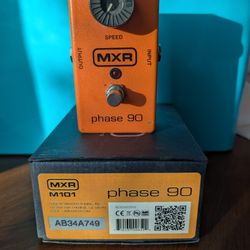 SPEED
OUTPUT
MXR
INPUT
phase 90
MXR
M101
phase 90
AB34A749